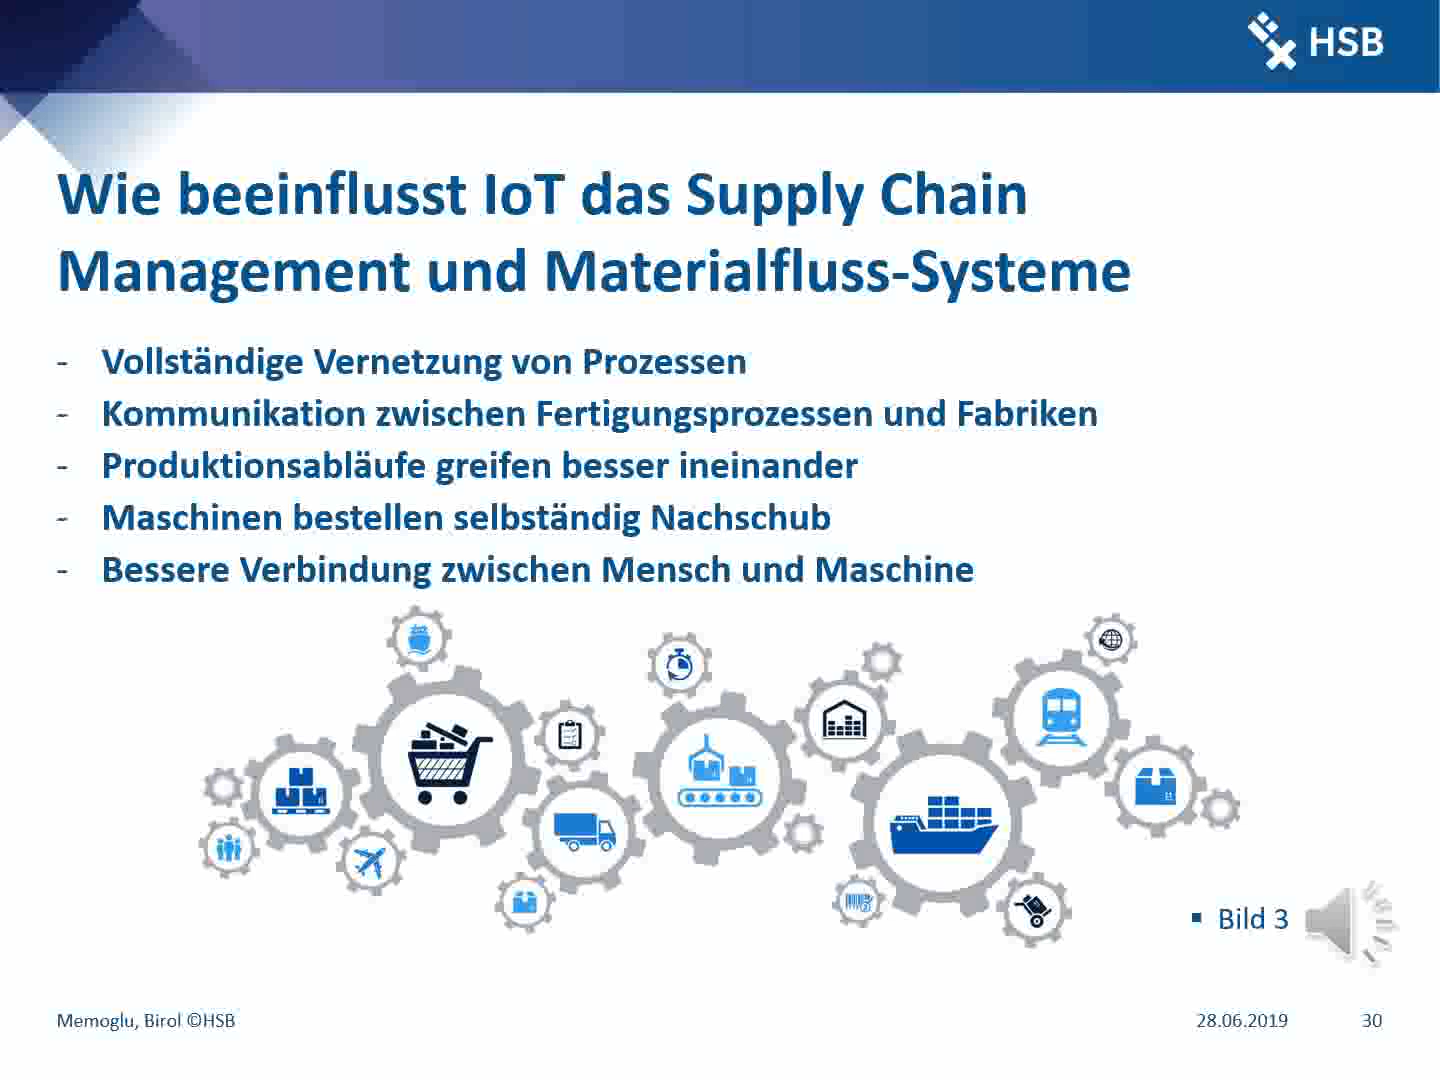 HSB
Wie beeinflusst IoT das Supply Chain
Management und Materialfluss-Systeme
- Vollständige Vernetzung von Prozessen
- Kommunikation zwischen Fertigungsprozessen und Fabriken
- Produktionsabläufe greifen besser ineinander
- Maschinen bestellen selbständig Nachschub
- Bessere Verbindung zwischen Mensch und Maschine
▪ Bild 3
Memoglu, Birol ©HSB
28.06.2019
30